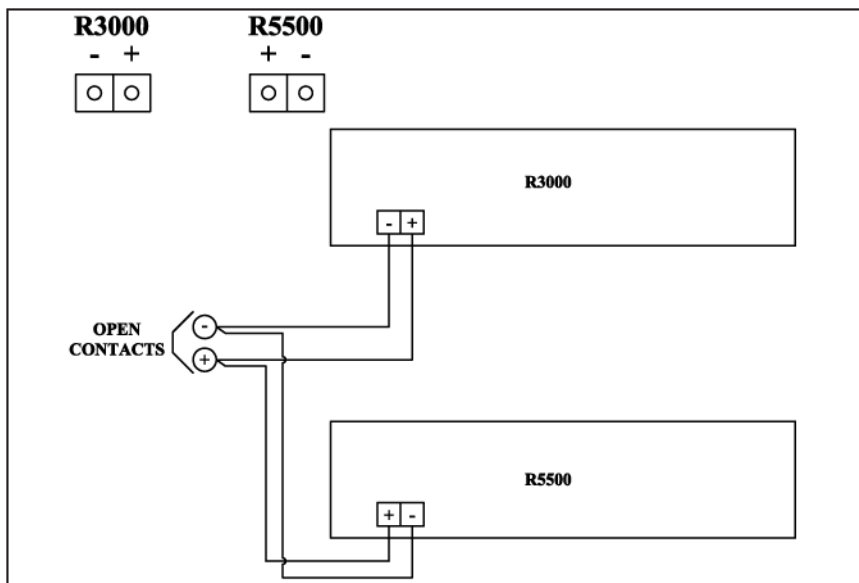 R3000 R5500
- + + -
R3000
- +
-
OPEN
CONTACTS
+
R5500
+ -